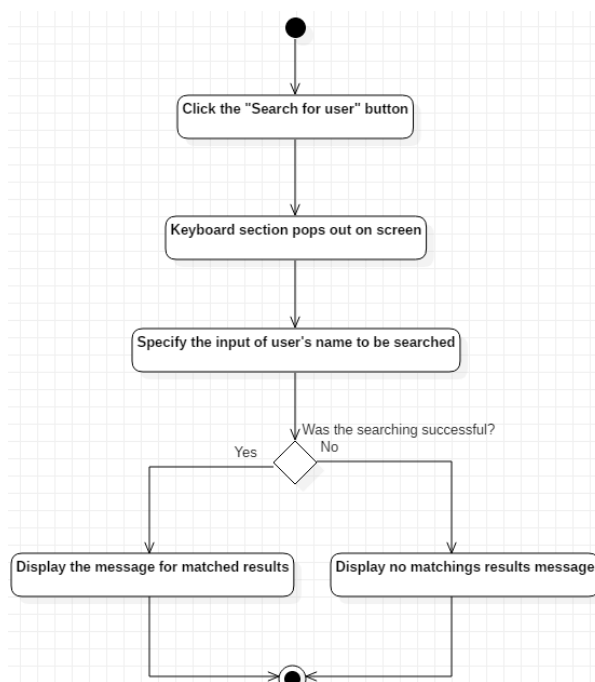 Click the "Search for user" button
Keyboard section pops out on screen
Specify the input of user's name to be searched
Was the searching successful?
Yes
No
Display the message for matched results
Display no matchings results message